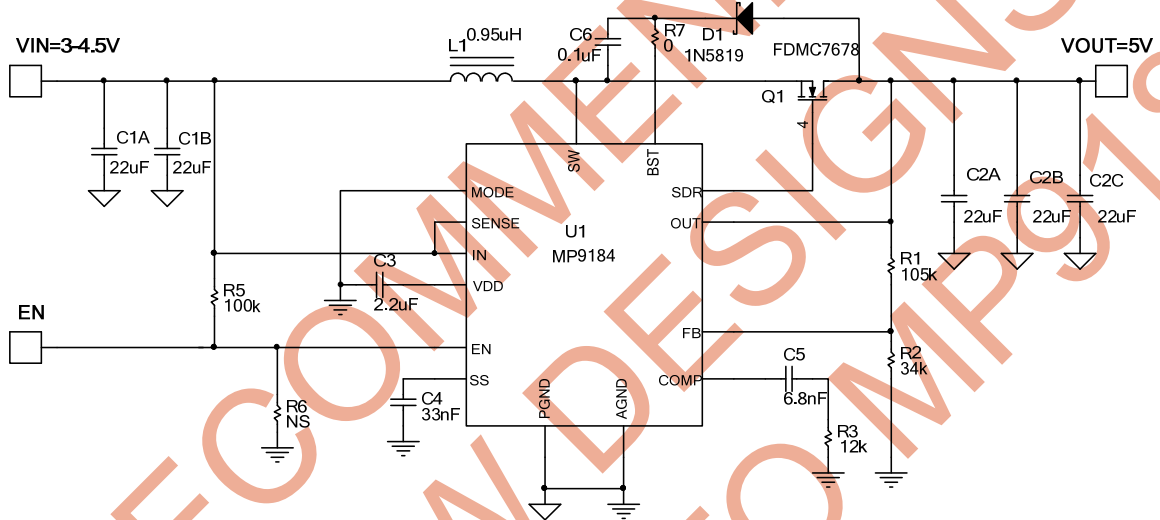 VIN=3-4.5V
L1
0.95uH
C6
0.1uF
R7
0
D1
1N5819
FDMC7678
VOUT=5V
Q1
4
C1A
22uF
C1B
22uF
SW
BST
MODE
SENSE
IN
VDD
EN
SS
PGND
AGND
SDR
OUT
FB
COMP
U1
MP9184
C3
2.2uF
R5
100k
EN
R6
NS
C4
33nF
C5
6.8nF
R3
12k
R1
105k
R2
34k
C2A
22uF
C2B
22uF
C2C
22uF
ECOMMEN
W DESIGNS
O MP91